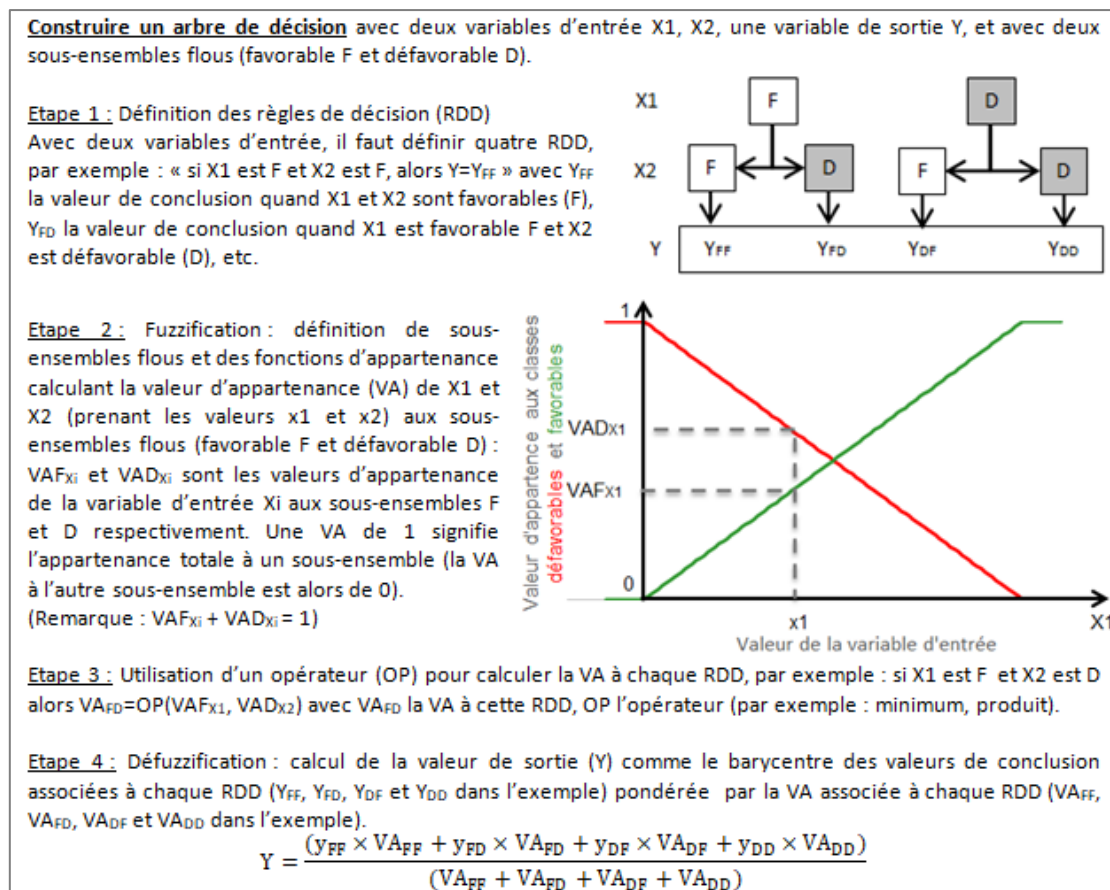 Construire un arbre de décision avec deux variables d'entrée X1, X2, une variable de sortie Y, et avec deux
sous-ensembles flous (favorable F et défavorable D).
Etape 1 : Définition des règles de décision (RDD)
Avec deux variables d'entrée, il faut définir quatre RDD,
par exemple : « si X1 est F et X2 est F, alors Y=YFF » avec YFF
la valeur de conclusion quand X1 et X2 sont favorables (F),
YFD la valeur de conclusion quand X1 est favorable F et X2
est défavorable (D), etc.
X1 F D
X2 F D F D
Y YFF YFD YDF YDD
Etape 2 : Fuzzification : définition de sous-
ensembles flous et des fonctions d'appartenance
calculant la valeur d'appartenance (VA) de X1 et
X2 (prenant les valeurs x1 et x2) aux sous-
ensembles flous (favorable F et défavorable D) :
VAFXi et VADXi sont les valeurs d'appartenance
de la variable d'entrée Xi aux sous-ensembles F
et D respectivement. Une VA de 1 signifie
l'appartenance totale à un sous-ensemble (la VA
à l'autre sous-ensemble est alors de 0).
(Remarque : VAFXi + VADXi = 1)
Valeur d'appartence aux classes
défavorables et favorables
1
VADX1
VAFX1
0
x1 X1
Valeur de la variable d'entrée
Etape 3 : Utilisation d'un opérateur (OP) pour calculer la VA à chaque RDD, par exemple : si X1 est F et X2 est D
alors VAFD=OP(VAFX1, VADX2) avec VAFD la VA à cette RDD, OP l'opérateur (par exemple : minimum, produit).
Etape 4 : Défuzzification : calcul de la valeur de sortie (Y) comme le barycentre des valeurs de conclusion
associées à chaque RDD (YFF, YFD, YDF et YDD dans l'exemple) pondérée par la VA associée à chaque RDD (VAFF,
VAFD, VADF et VADD dans l'exemple).
Y = (yFF × VAFF + yFD × VAFD + yDF × VADF + yDD × VADD)
(VAFF + VAFD + VADF + VADD)